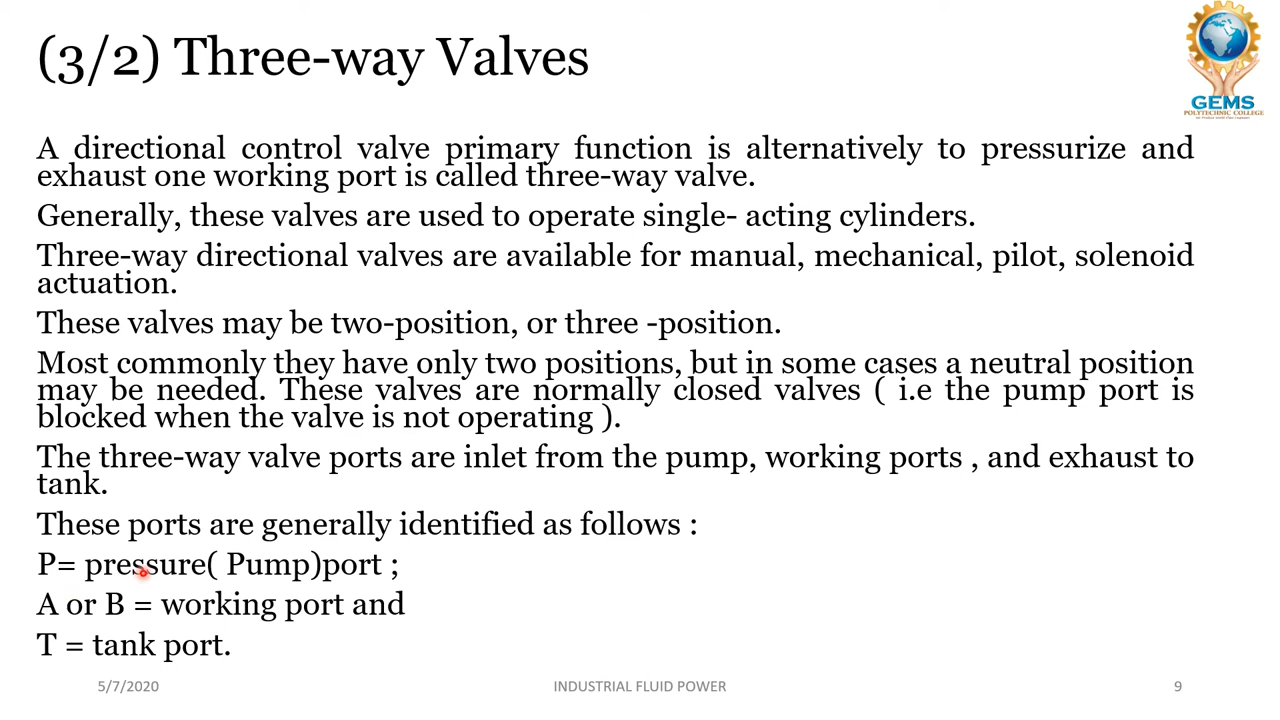 (3/2) Three-way Valves
GEMS
POLYTECHNIC COLLEGE
A directional control valve primary function is alternatively to pressurize and
exhaust one working port is called three-way valve.
Generally, these valves are used to operate single- acting cylinders.
Three-way directional valves are available for manual, mechanical, pilot, solenoid
actuation.
These valves may be two-position, or three -position.
Most commonly they have only two positions, but in some cases a neutral position
may be needed. These valves are normally closed valves ( i.e the pump port is
blocked when the valve is not operating ).
The three-way valve ports are inlet from the pump, working ports , and exhaust to
tank.
These ports are generally identified as follows :
P= pressure( Pump)port ;
A or B = working port and
T = tank port.
5/7/2020
INDUSTRIAL FLUID POWER
9